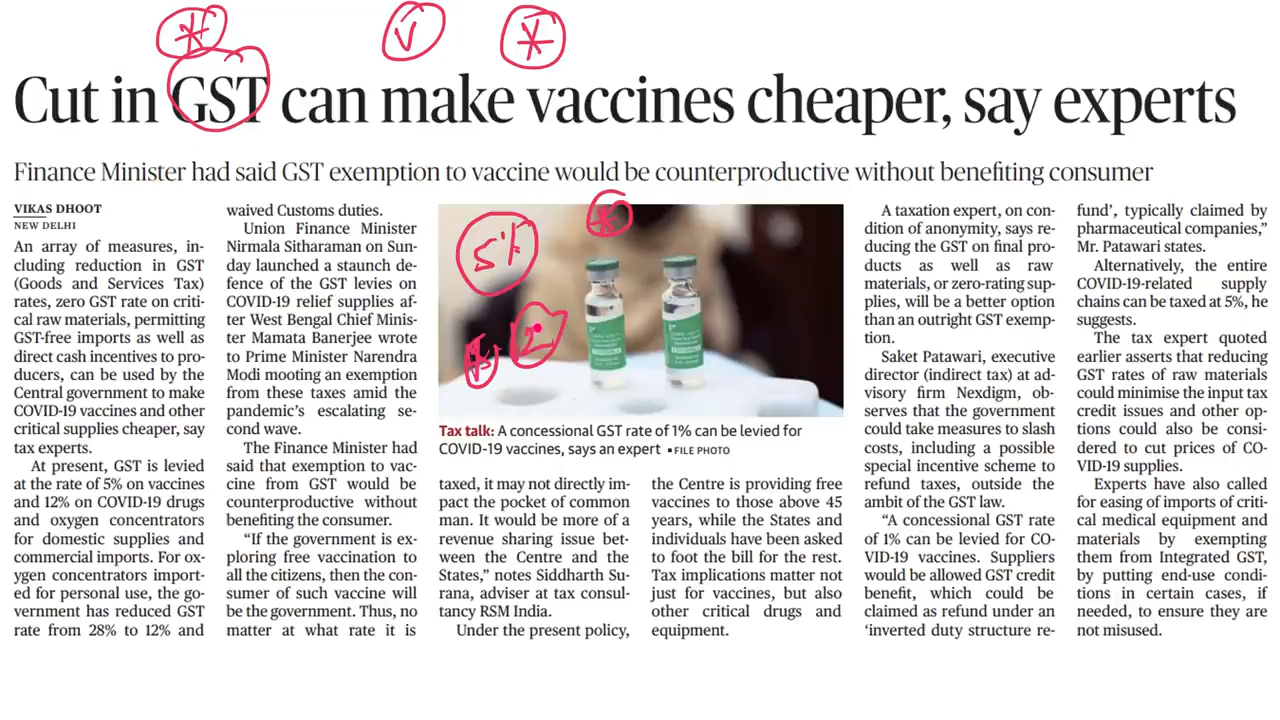 Cut in GST can make vaccines cheaper, say experts
Finance Minister had said GST exemption to vaccine would be counterproductive without benefiting consumer
VIKAS DHOOT
NEW DELHI
An array of measures, in-
cluding reduction in GST
(Goods and Services Tax)
rates, zero GST rate on criti-
cal raw materials, permitting
GST-free imports as well as
direct cash incentives to pro-
ducers, can be used by the
Central government to make
COVID-19 vaccines and other
critical supplies cheaper, say
tax experts.
At present, GST is levied
at the rate of 5% on vaccines
and 12% on COVID-19 drugs
and oxygen concentrators
for domestic supplies and
commercial imports. For ox-
ygen concentrators import-
ed for personal use, the go-
vernment has reduced GST
rate from 28% to 12% and
waived Customs duties.
Union Finance Minister
Nirmala Sitharaman on Sun-
day launched a staunch de-
fence of the GST levies on
COVID-19 relief supplies af-
ter West Bengal Chief Minis-
ter Mamata Banerjee wrote
to Prime Minister Narendra
Modi mooting an exemption
from these taxes amid the
pandemic's escalating se-
cond wave.
The Finance Minister had
said that exemption to vac-
cine from GST would be
counterproductive without
benefiting the consumer.
"If the government is ex-
ploring free vaccination to
all the citizens, then the con-
sumer of such vaccine will
be the government. Thus, no
matter at what rate it is
5%
Tax talk: A concessional GST rate of 1% can be levied for
COVID-19 vaccines, says an expert ▪FILE PHOTO
taxed, it may not directly im-
pact the pocket of common
man. It would be more of a
revenue sharing issue bet-
ween the Centre and the
States," notes Siddharth Su-
rana, adviser at tax consul-
tancy RSM India.
Under the present policy,
the Centre is providing free
vaccines to those above 45
years, while the States and
individuals have been asked
to foot the bill for the rest.
Tax implications matter not
just for vaccines, but also
other critical drugs and
equipment.
A taxation expert, on con-
dition of anonymity, says re-
ducing the GST on final pro-
ducts as well as raw
materials, or zero-rating sup-
plies, will be a better option
than an outright GST exemp-
tion.
Saket Patawari, executive
director (indirect tax) at ad-
visory firm Nexdigm, ob-
serves that the government
could take measures to slash
costs, including a possible
special incentive scheme to
refund taxes, outside the
ambit of the GST law.
"A concessional GST rate
of 1% can be levied for CO-
VID-19 vaccines. Suppliers
would be allowed GST credit
benefit, which could be
claimed as refund under an
'inverted duty structure re-
fund', typically claimed by
pharmaceutical companies,"
Mr. Patawari states.
Alternatively, the entire
COVID-19-related supply
chains can be taxed at 5%, he
suggests.
The tax expert quoted
earlier asserts that reducing
GST rates of raw materials
could minimise the input tax
credit issues and other op-
tions could also be consi-
dered to cut prices of CO-
VID-19 supplies.
Experts have also called
for easing of imports of criti-
cal medical equipment and
materials by exempting
them from Integrated GST,
by putting end-use condi-
tions in certain cases, if
needed, to ensure they are
not misused.